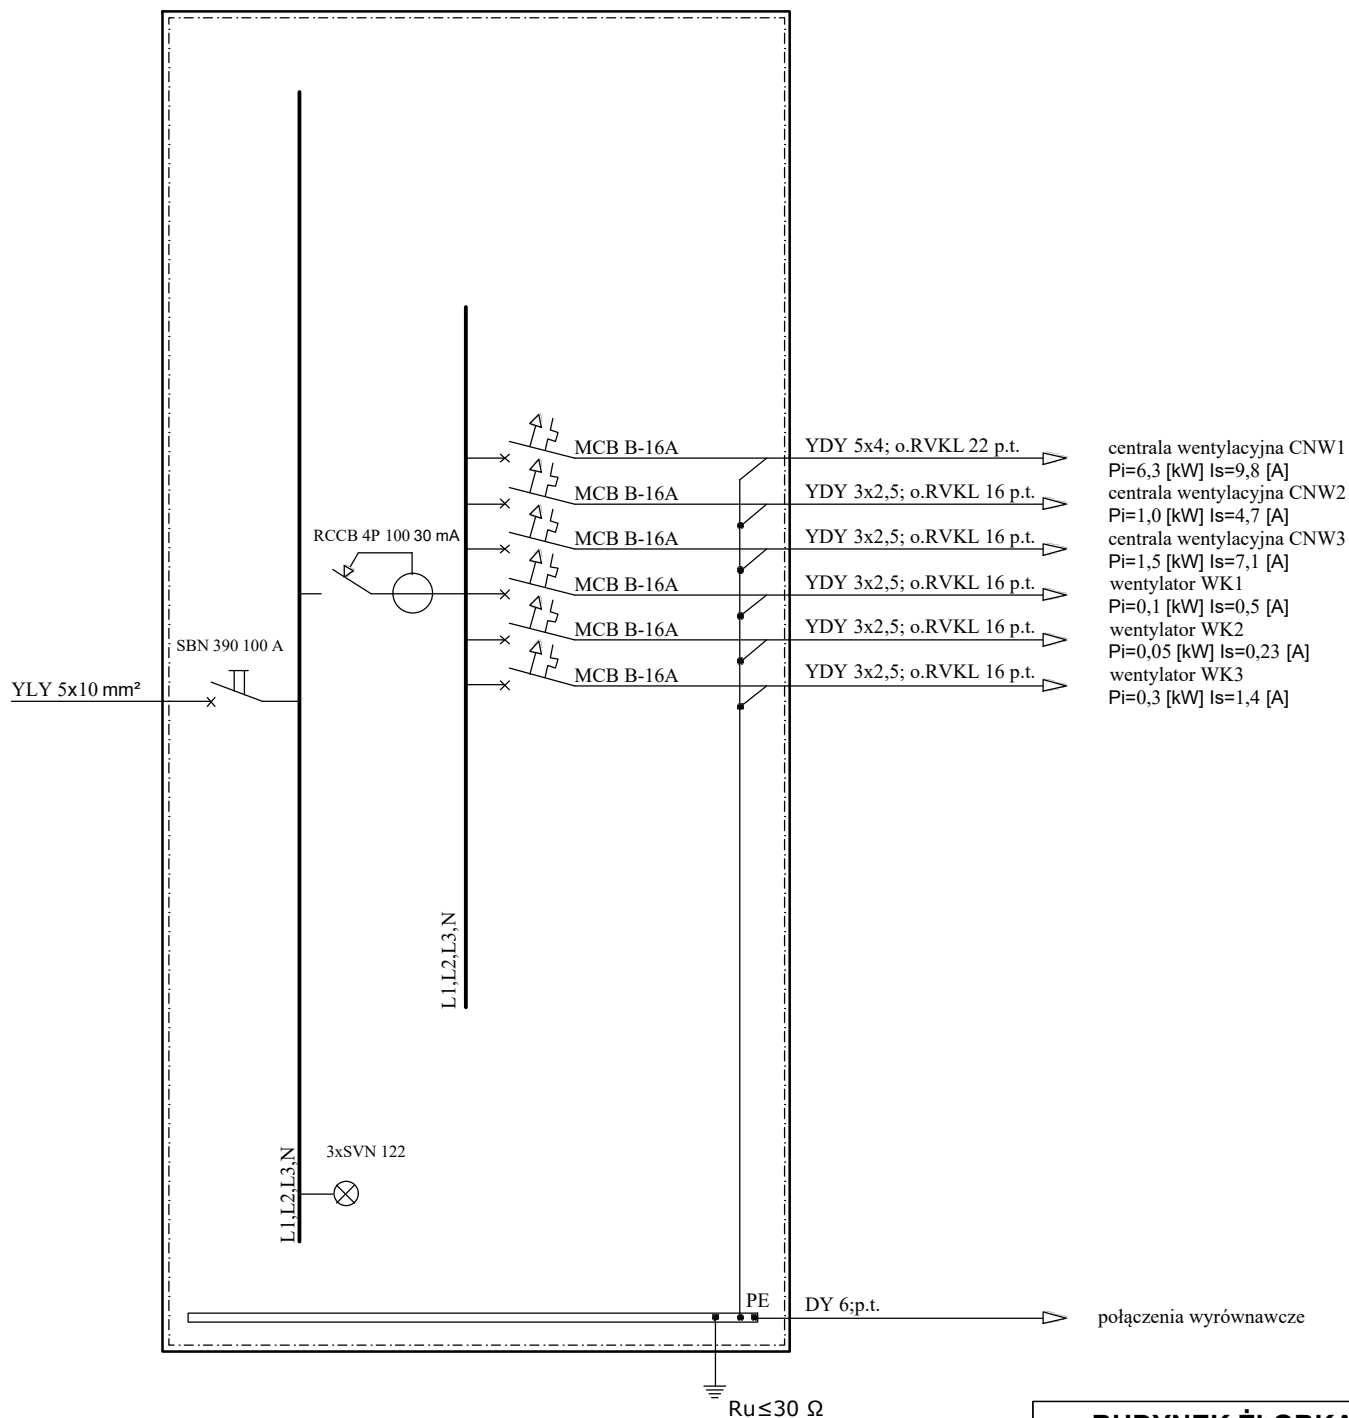 MCB B-16A
YDY 5x4; o.RVKL 22 p.t.
centrala wentylacyjna CNW1
Pi=6,3 [kW] Is=9,8 [A]
MCB B-16A
YDY 3x2,5; o.RVKL 16 p.t.
centrala wentylacyjna CNW2
Pi=1,0 [kW] Is=4,7 [A]
RCCB 4P 100 30 mA
MCB B-16A
YDY 3x2,5; o.RVKL 16 p.t.
centrala wentylacyjna CNW3
Pi=1,5 [kW] Is=7,1 [A]
MCB B-16A
YDY 3x2,5; o.RVKL 16 p.t.
wentylator WK1
Pi=0,1 [kW] Is=0,5 [A]
SBN 390 100 A
MCB B-16A
YDY 3x2,5; o.RVKL 16 p.t.
wentylator WK2
Pi=0,05 [kW] Is=0,23 [A]
YLY 5x10 mm²
MCB B-16A
YDY 3x2,5; o.RVKL 16 p.t.
wentylator WK3
Pi=0,3 [kW] Is=1,4 [A]
L1,L2,L3,N
L1,L2,L3,N
3xSVN 122
PE
DY 6;p.t.
połączenia wyrównawcze
Ru≤30 Ω